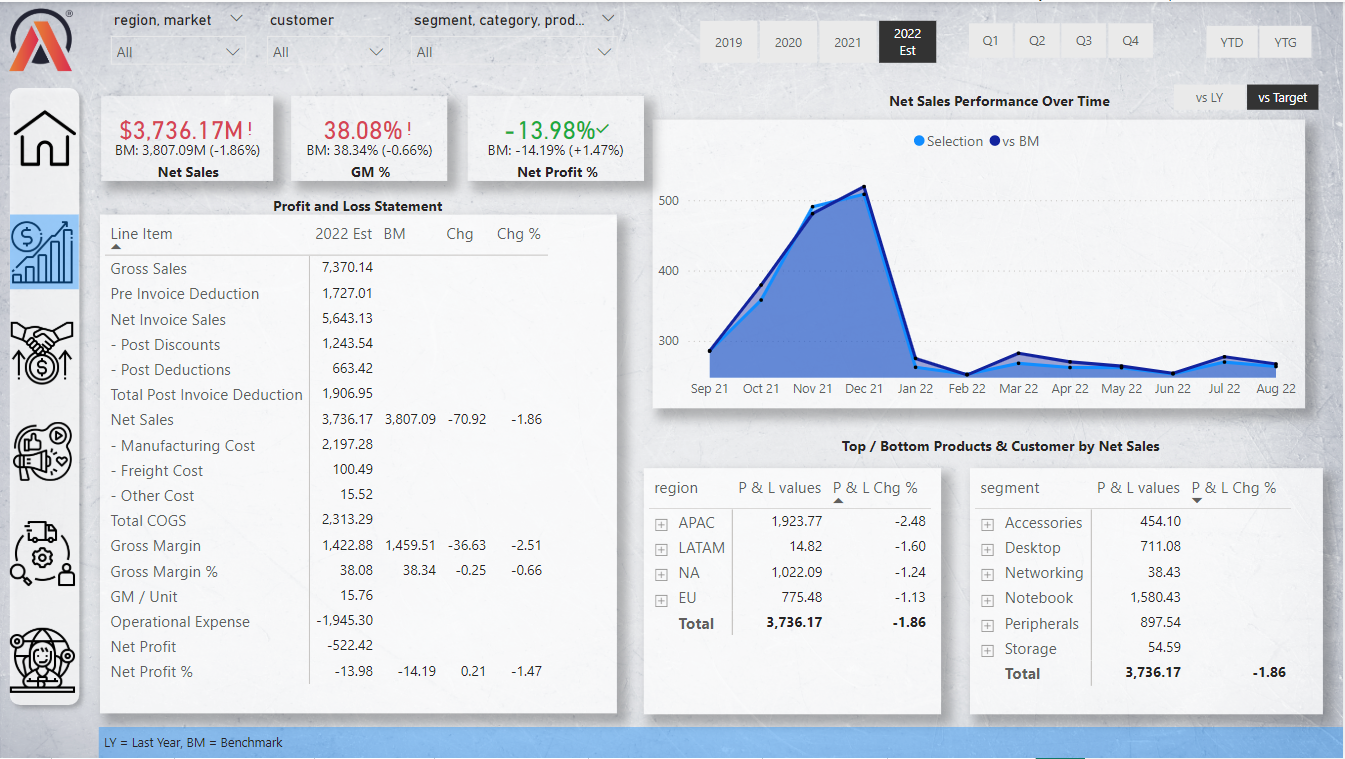 region, market
customer
segment, category, prod...
All
All
All
2019
2020
2021
2022 Est
Q1
Q2
Q3
Q4
YTD
YTG
vs LY
vs Target
$3,736.17M!
BM: 3,807.09M (-1.86%)
Net Sales
38.08%!
BM: 38.34% (-0.66%)
GM %
-13.98%✓
BM: -14.19% (+1.47%)
Net Profit %
Net Sales Performance Over Time
Selection vs BM
500
400
300
Sep 21 Oct 21 Nov 21 Dec 21 Jan 22 Feb 22 Mar 22 Apr 22 May 22 Jun 22 Jul 22 Aug 22
Profit and Loss Statement
Line Item 2022 Est BM Chg Chg %
Gross Sales 7,370.14
Pre Invoice Deduction 1,727.01
Net Invoice Sales 5,643.13
- Post Discounts 1,243.54
- Post Deductions 663.42
Total Post Invoice Deduction 1,906.95
Net Sales 3,736.17 3,807.09 -70.92 -1.86
- Manufacturing Cost 2,197.28
- Freight Cost 100.49
- Other Cost 15.52
Total COGS 2,313.29
Gross Margin 1,422.88 1,459.51 -36.63 -2.51
Gross Margin % 38.08 38.34 -0.25 -0.66
GM / Unit 15.76
Operational Expense -1,945.30
Net Profit -522.42
Net Profit % -13.98 -14.19 0.21 -1.47
Top / Bottom Products & Customer by Net Sales
region P & L values P & L Chg %
APAC 1,923.77 -2.48
LATAM 14.82 -1.60
NA 1,022.09 -1.24
EU 775.48 -1.13
Total 3,736.17 -1.86
segment P & L values P & L Chg %
Accessories 454.10
Desktop 711.08
Networking 38.43
Notebook 1,580.43
Peripherals 897.54
Storage 54.59
Total 3,736.17 -1.86
LY = Last Year, BM = Benchmark